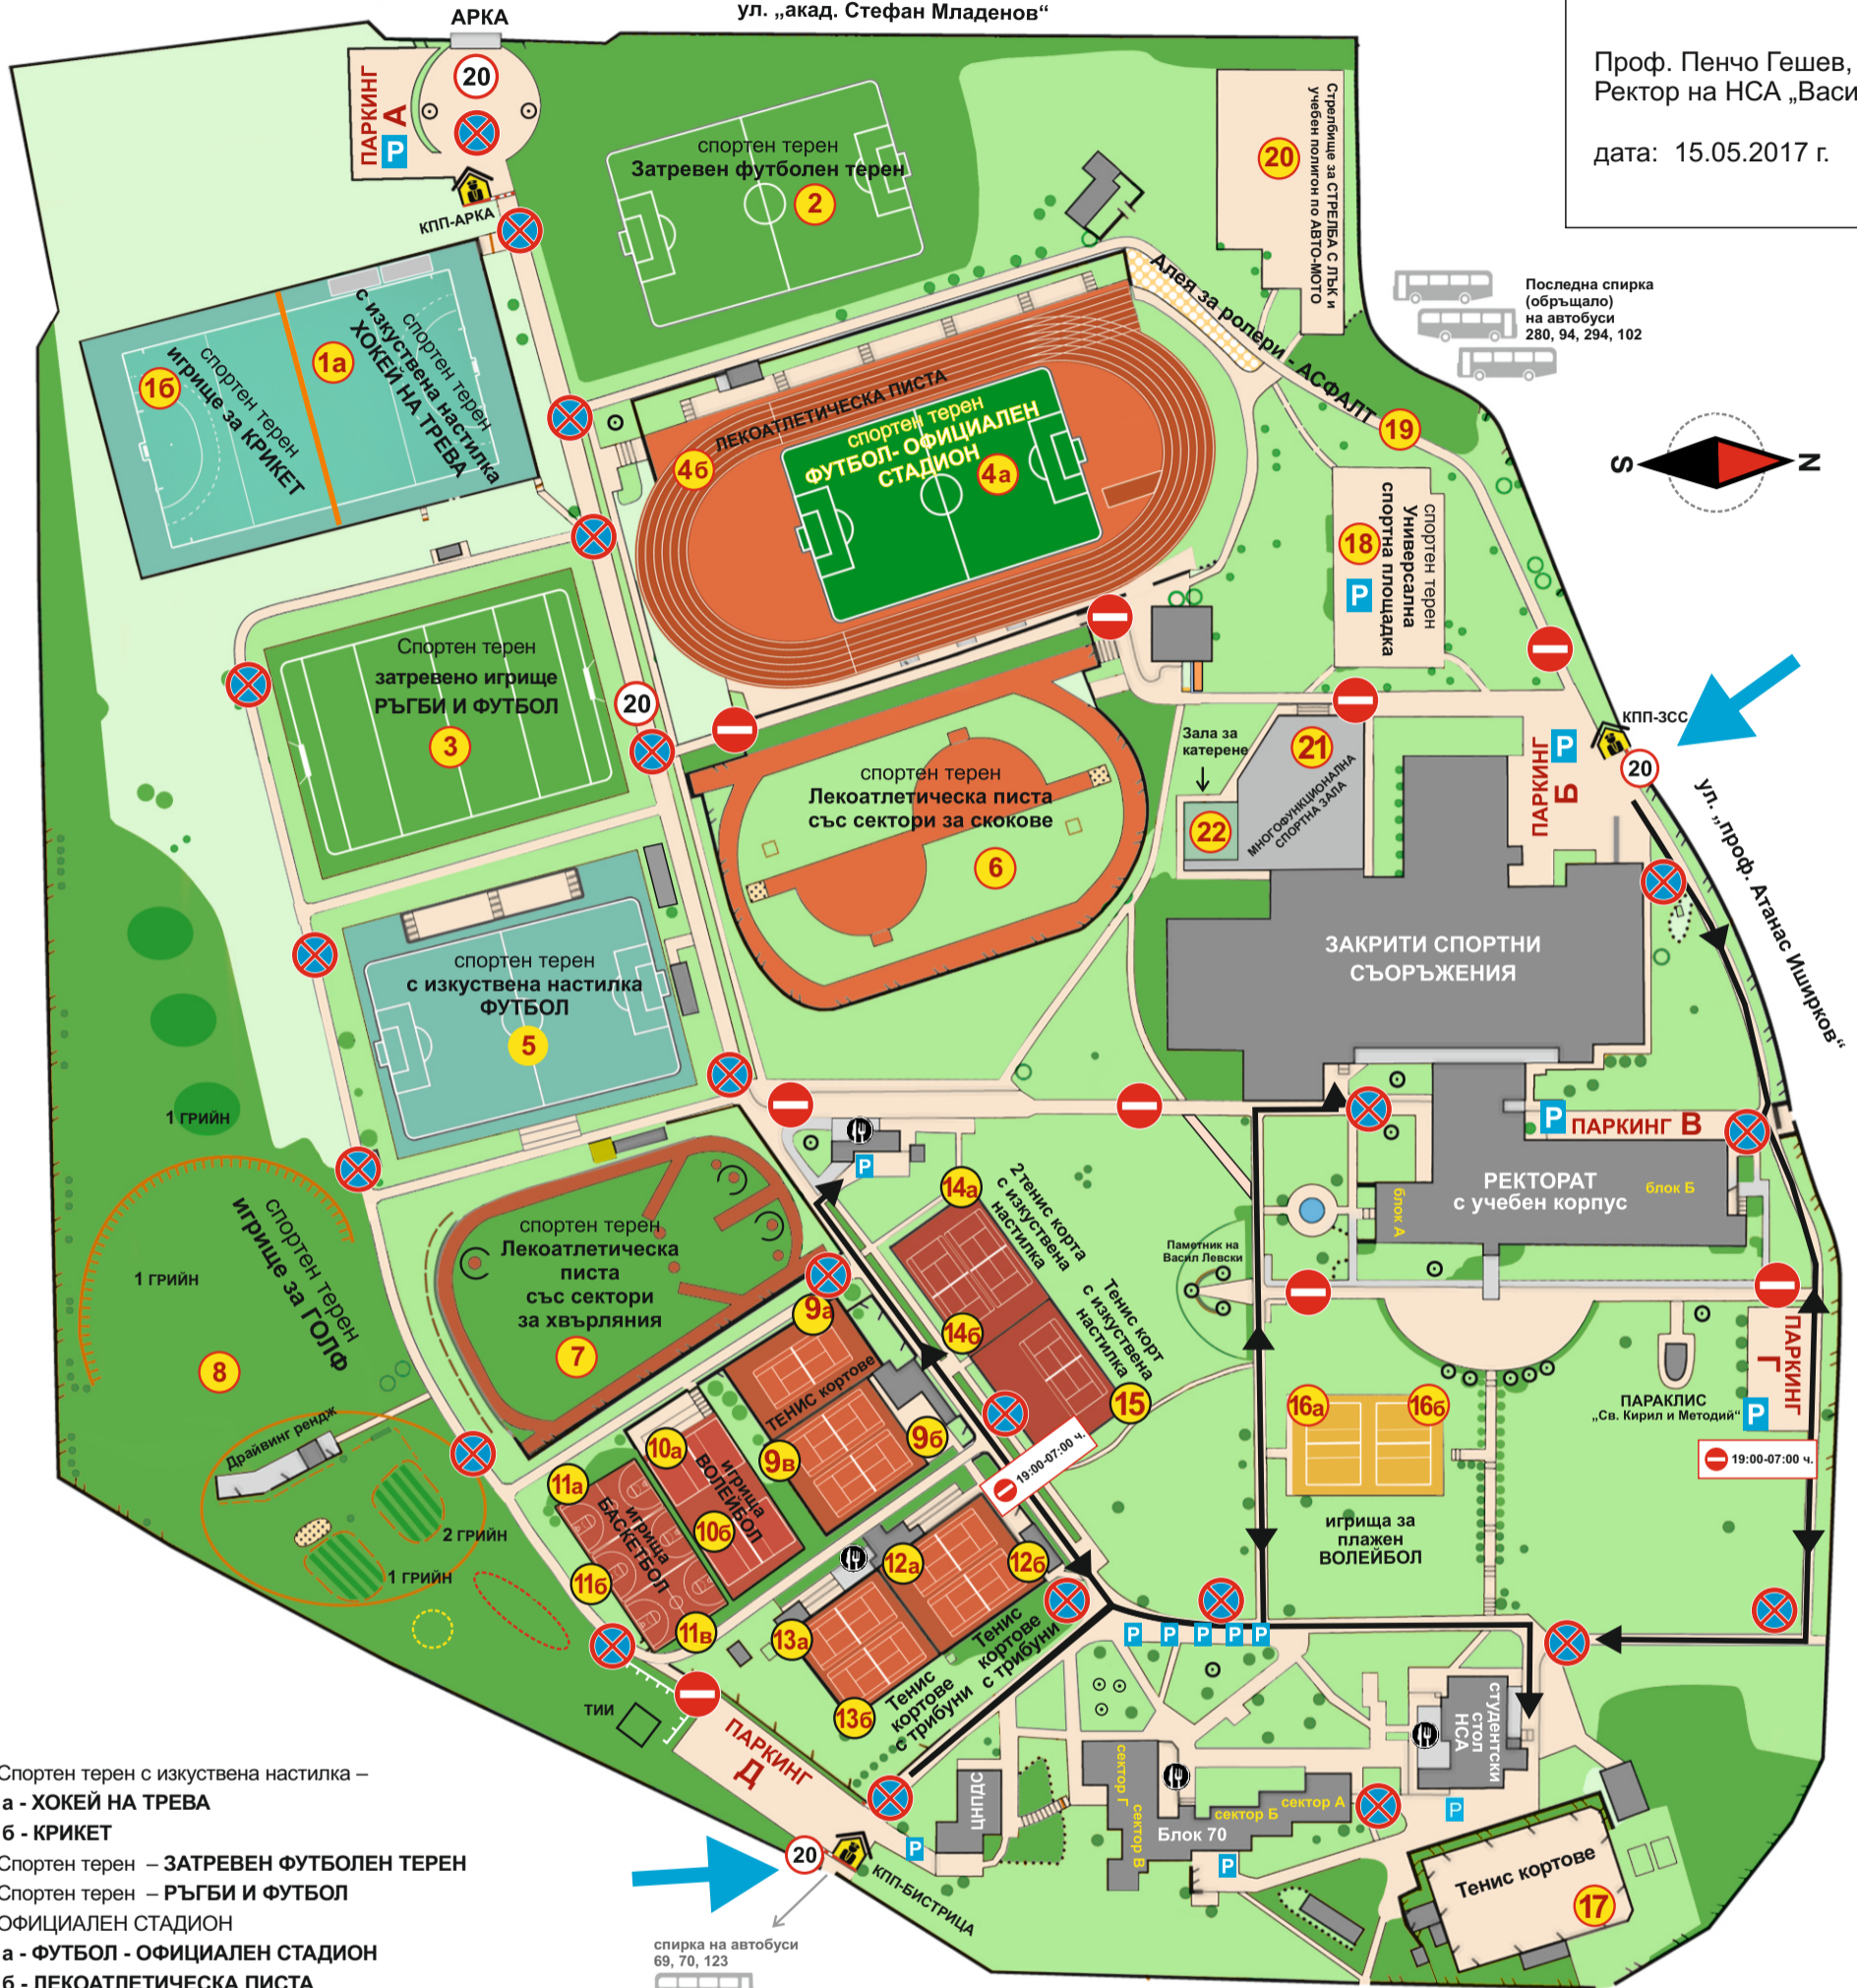 ул. „акад. Стефан Младенов“
АРКА
Проф. Пенчо Гешев,
Ректор на НСА „Васи
дата: 15.05.2017 г.
ПАРКИНГ
А
P
20
КПП-АРКА
спортен терен
Затревен футболен терен
2
20
Стрелбище за СТРЕЛБА С ЛЪК и
учебен полигон по АВТО-МОТО
Последна спирка
(обръщало)
на автобуси
280, 94, 294, 102
S
N
Алея за ролери - АСФАЛТ
19
1б
спортен терен
игрище за КРИКЕТ
1а
спортен терен
с изкуствена настилка
ХОКЕЙ НА ТРЕВА
ЛЕКОАТЛЕТИЧЕСКА ПИСТА
4б
спортен терен
ФУТБОЛ- ОФИЦИАЛЕН
СТАДИОН
4а
18
P
спортен терен
Универсална
спортна площадка
Спортен терен
затревено игрище
РЪГБИ И ФУТБОЛ
3
20
КПП-ЗСС
20
ул. „проф. Атанас Иширков“
ПАРКИНГ
Б
P
Зала за
катерене
21
22
МНОГОФУНКЦИОНАЛНА
СПОРТНА ЗАЛА
спортен терен
Лекоатлетическа писта
със сектори за скокове
6
ЗАКРИТИ СПОРТНИ
СЪОРЪЖЕНИЯ
спортен терен
с изкуствена настилка
ФУТБОЛ
5
P
ПАРКИНГ В
РЕКТОРАТ
с учебен корпус
блок А
блок Б
1 ГРИЙН
1 ГРИЙН
спортен терен
игрище за ГОЛФ
8
спортен терен
Лекоатлетическа
писта
със сектори
за хвърляния
7
P
14а
2 тенис корта
с изкуствена
настилка
14б
Тенис корт
с изкуствена
настилка
15
Паметник на
Васил Левски
9а
ТЕНИС кортове
9б
9в
19:00-07:00 ч.
16а
16б
игрища за
плажен
ВОЛЕЙБОЛ
ПАРАКЛИС
„Св. Кирил и Методий“
ПАРКИНГ
Г
P
19:00-07:00 ч.
Драйвинг рендж
2 ГРИЙН
1 ГРИЙН
10а
игрища
ВОЛЕЙБОЛ
10б
11а
игрища
БАСКЕТБОЛ
11б
11в
12а
12б
Тенис
кортове
с трибуни
13а
13б
Тенис
кортове
с трибуни
P
P
P
P
P
ТИИ
ПАРКИНГ
Д
20
КПП-БИСТРИЦА
P
ЦНПДС
сектор Г
сектор В
сектор Б
сектор А
Блок 70
P
студентски
стол
НСА
P
Тенис кортове
17
спирка на автобуси
69, 70, 123
Спортен терен с изкуствена настилка –
а - ХОКЕЙ НА ТРЕВА
б - КРИКЕТ
Спортен терен – ЗАТРЕВЕН ФУТБОЛЕН ТЕРЕН
Спортен терен – РЪГБИ И ФУТБОЛ
ОФИЦИАЛЕН СТАДИОН
а - ФУТБОЛ - ОФИЦИАЛЕН СТАДИОН
б - ЛЕКОАТЛЕТИЧЕСКА ПИСТА